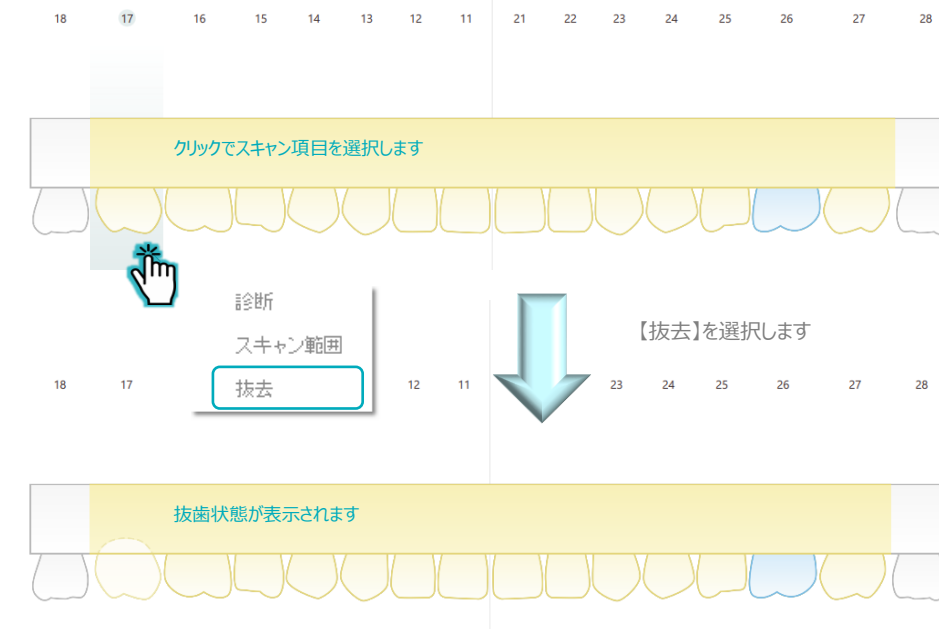 18 17 16 15 14 13 12 11 21 22 23 24 25 26 27 28
クリックでスキャン項目を選択します
診断
【抜去】を選択します
スキャン範囲
18 17 12 11 23 24 25 26 27 28
抜去
抜歯状態が表示されます